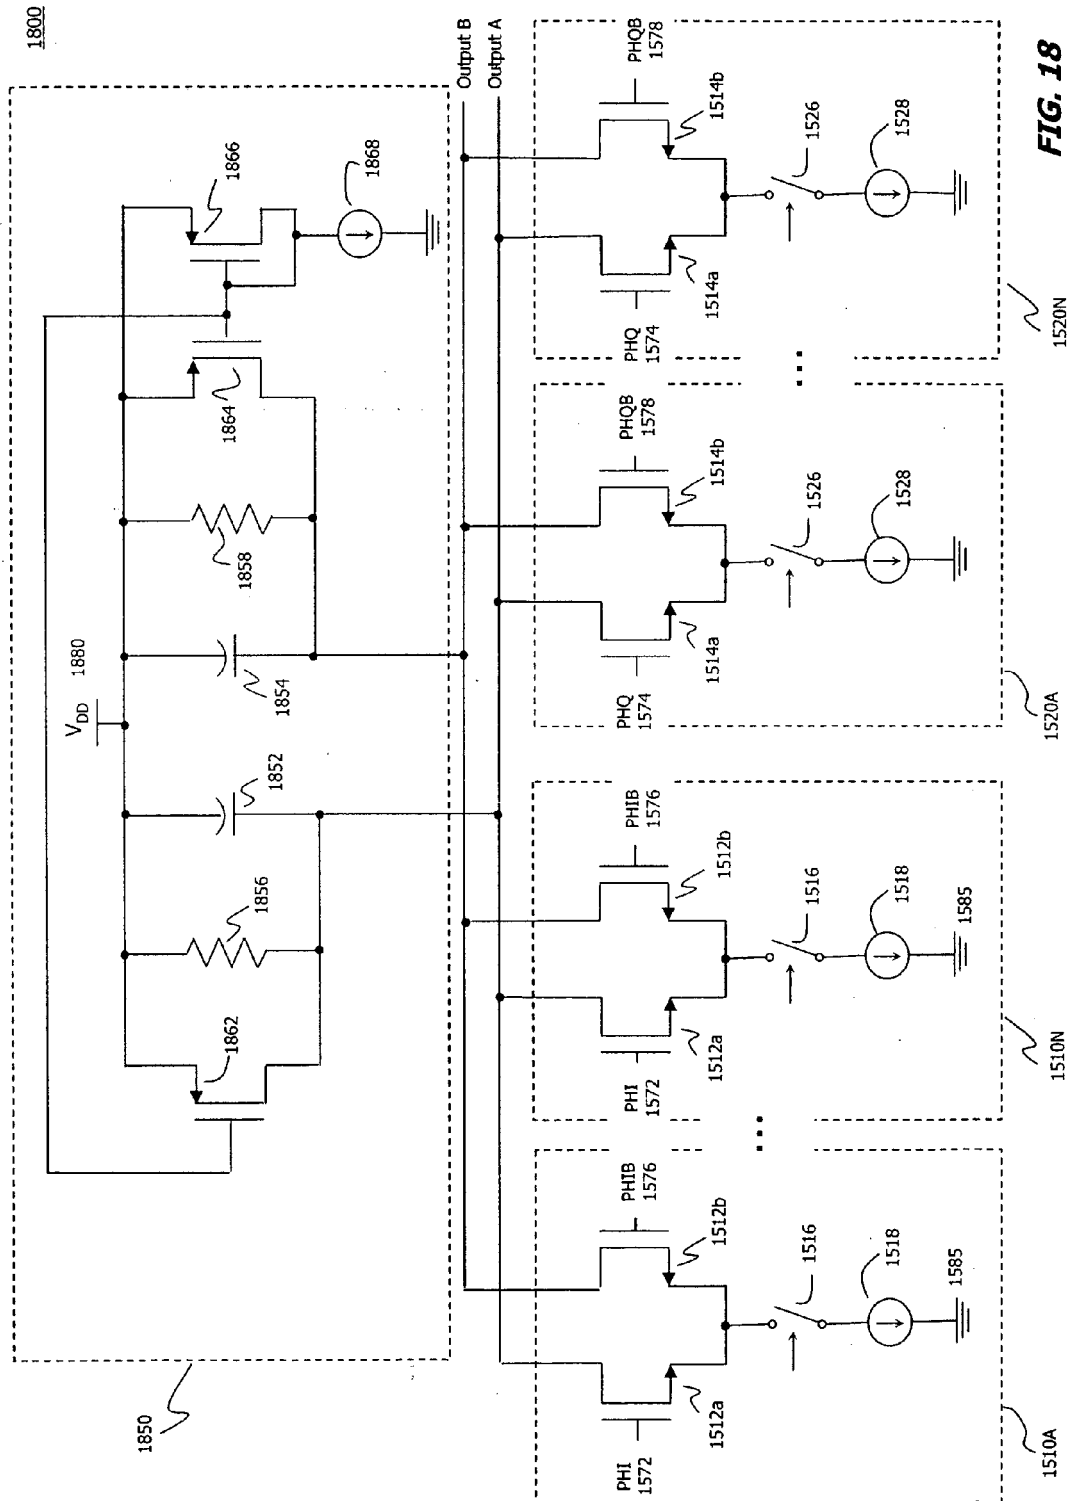 1800
1850
V_DD 1880
1862
1856
1852
1854
1858
1864
1866
1868
Output B
Output A
PHI
1572
1512a
PHIB
1576
1512b
1516
1518
1585
1510A
...
PHI
1572
1512a
PHIB
1576
1512b
1516
1518
1585
1510N
PHQ
1574
1514a
PHQB
1578
1514b
1526
1528
1520A
...
PHQ
1574
1514a
PHQB
1578
1514b
1526
1528
1520N
FIG. 18